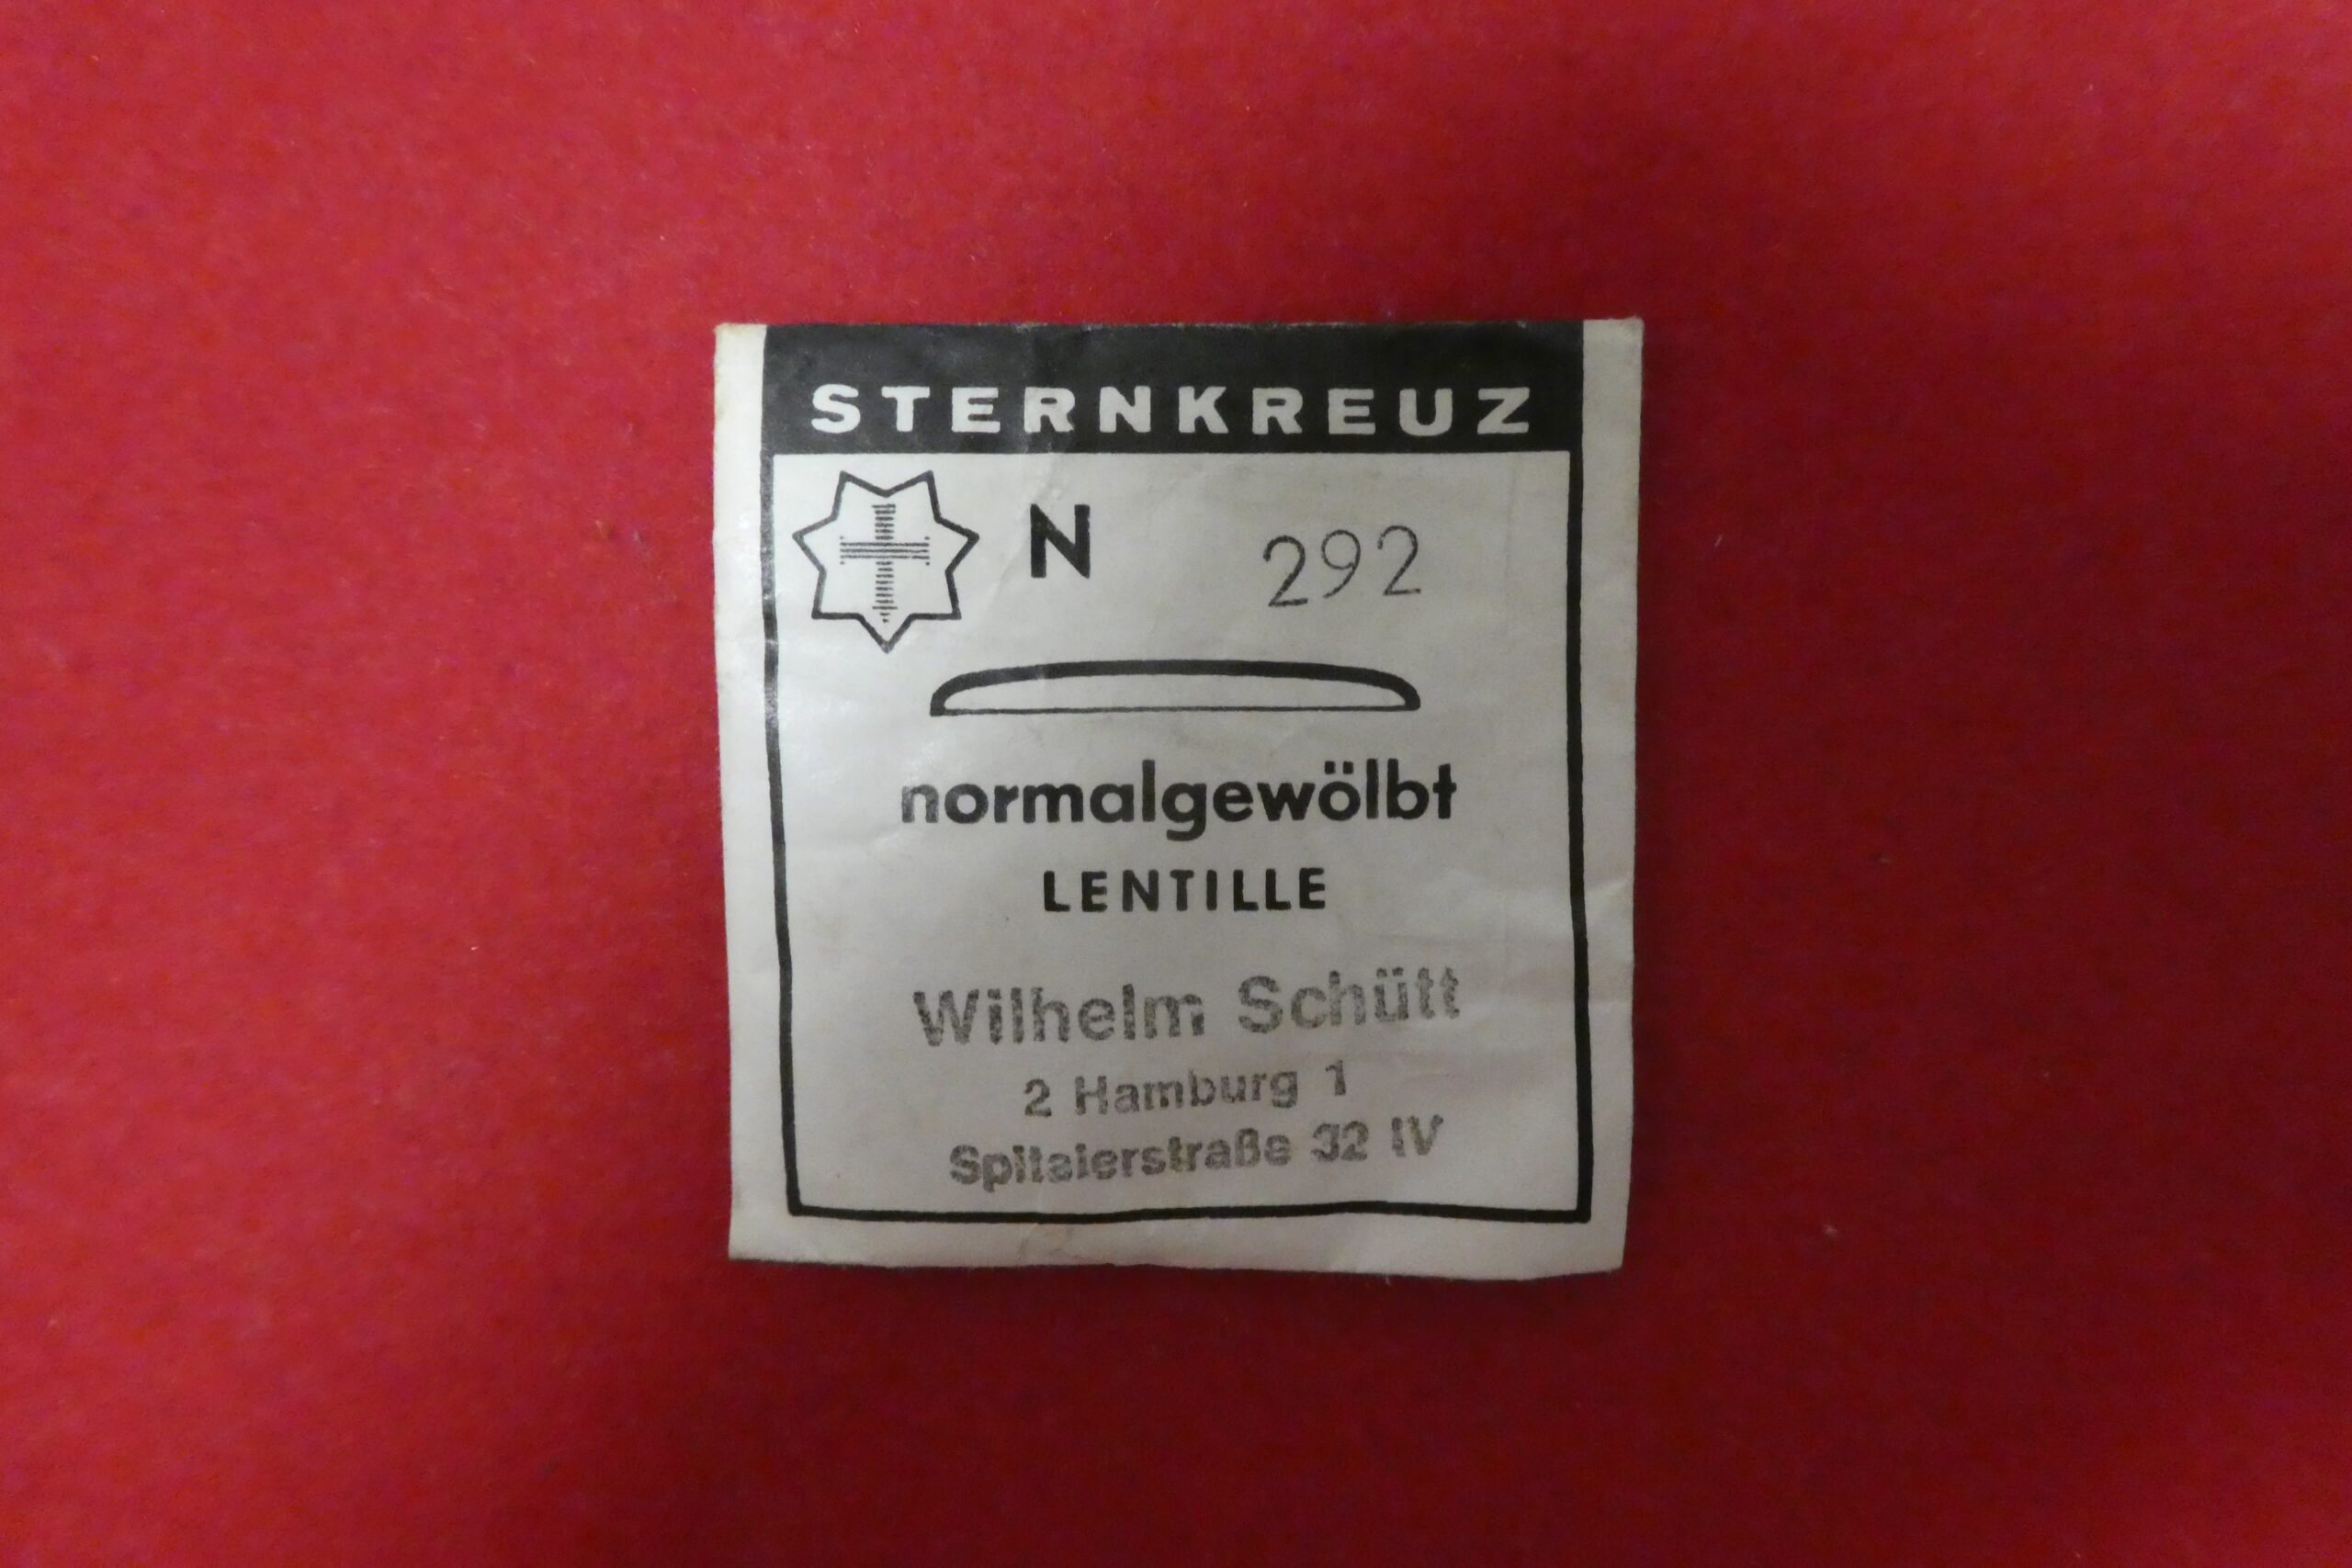 STERNKREUZ
N 292
normalgewölbt
LENTILLE
Wilhelm Schütt
2 Hamburg 1
Spitalerstraße 32 IV